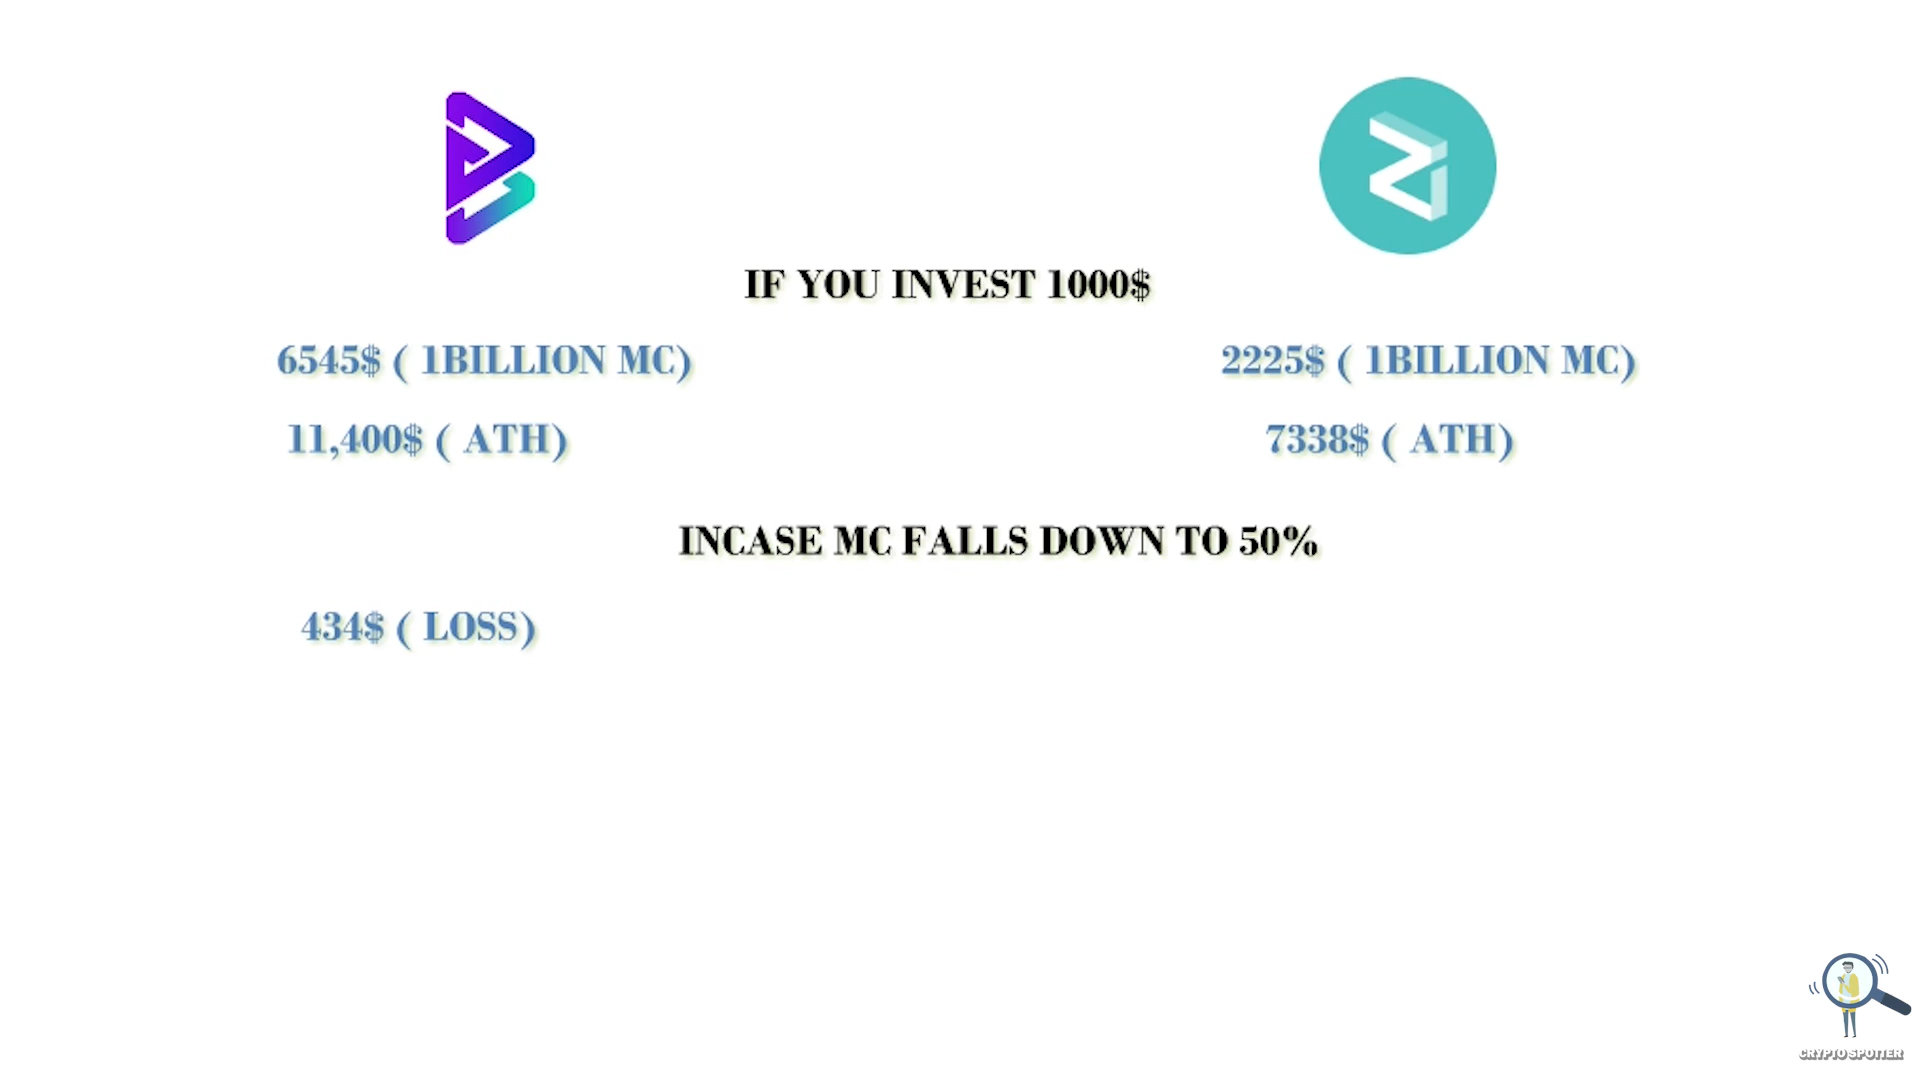 IF YOU INVEST 1000$
6545$ ( 1BILLION MC)
2225$ ( 1BILLION MC)
11,400$ ( ATH)
7338$ ( ATH)
INCASE MC FALLS DOWN TO 50%
434$ ( LOSS)
CRYPTO SPOTTER